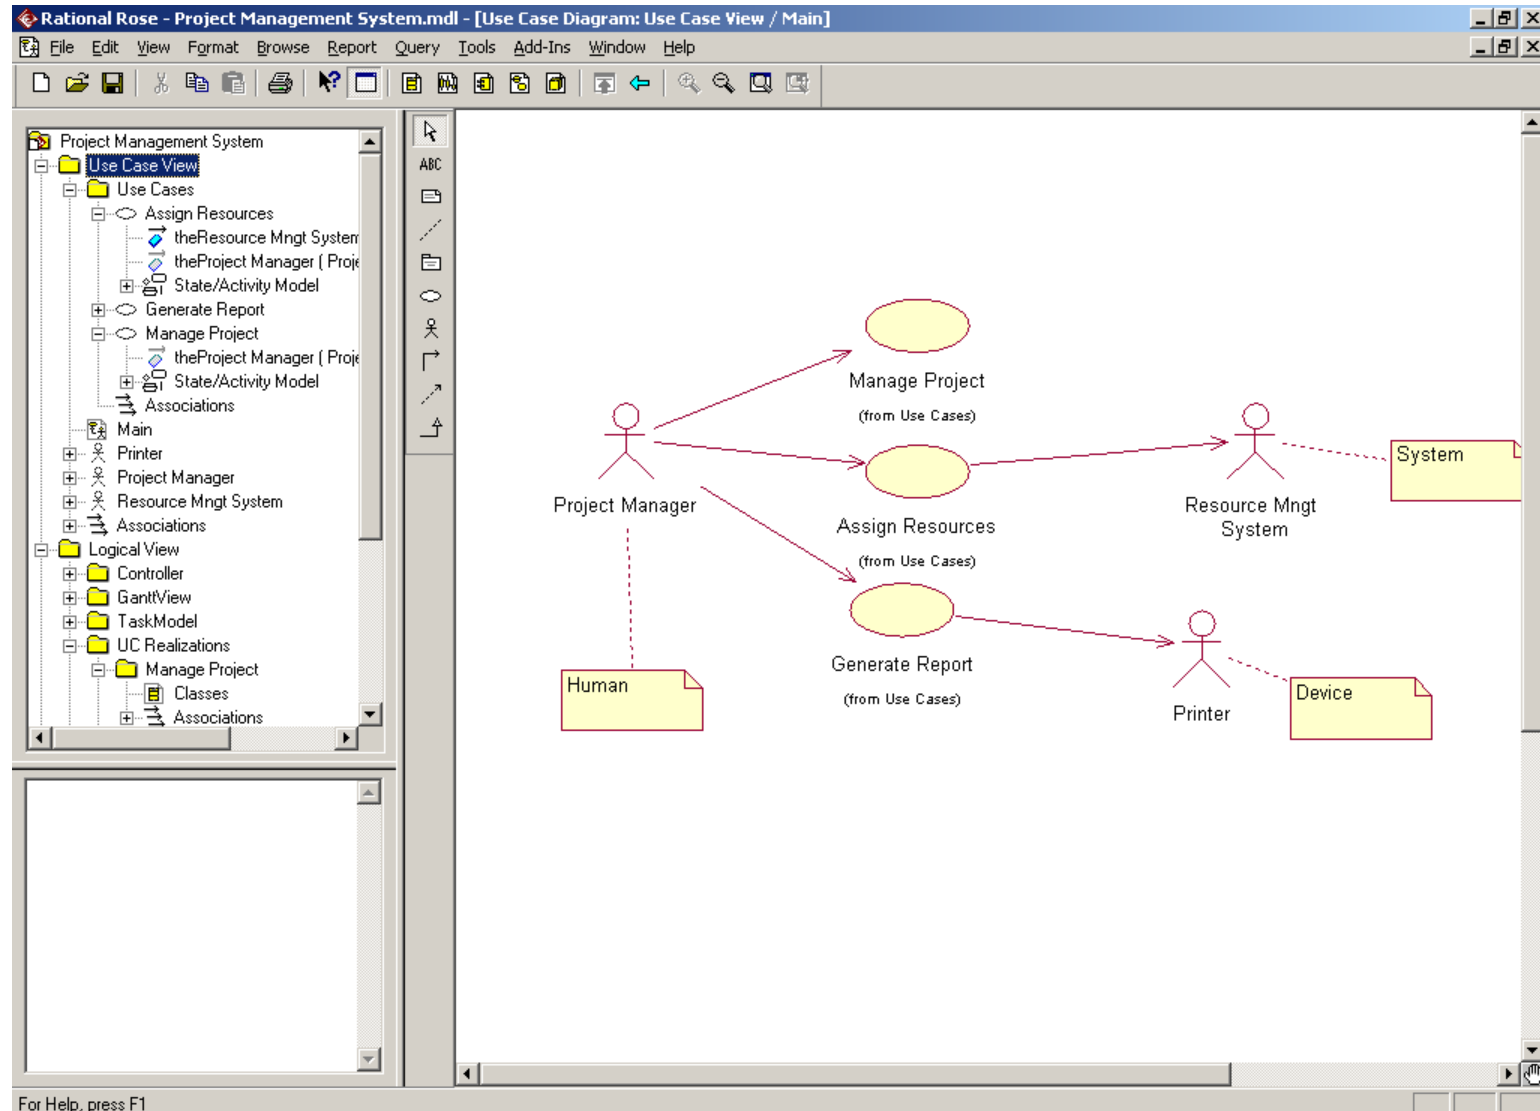 Rational Rose - Project Management System.mdl - [Use Case Diagram: Use Case View / Main]
File Edit View Format Browse Report Query Tools Add-Ins Window Help
Project Management System
Use Case View
Use Cases
Assign Resources
theResource Mngt System
theProject Manager ( Proje
State/Activity Model
Generate Report
Manage Project
theProject Manager ( Proje
State/Activity Model
Associations
Main
Printer
Project Manager
Resource Mngt System
Associations
Logical View
Controller
GanttView
TaskModel
UC Realizations
Manage Project
Classes
Associations
ABC
Manage Project
(from Use Cases)
Project Manager
Assign Resources
(from Use Cases)
Resource Mngt
System
System
Human
Generate Report
(from Use Cases)
Printer
Device
For Help, press F1